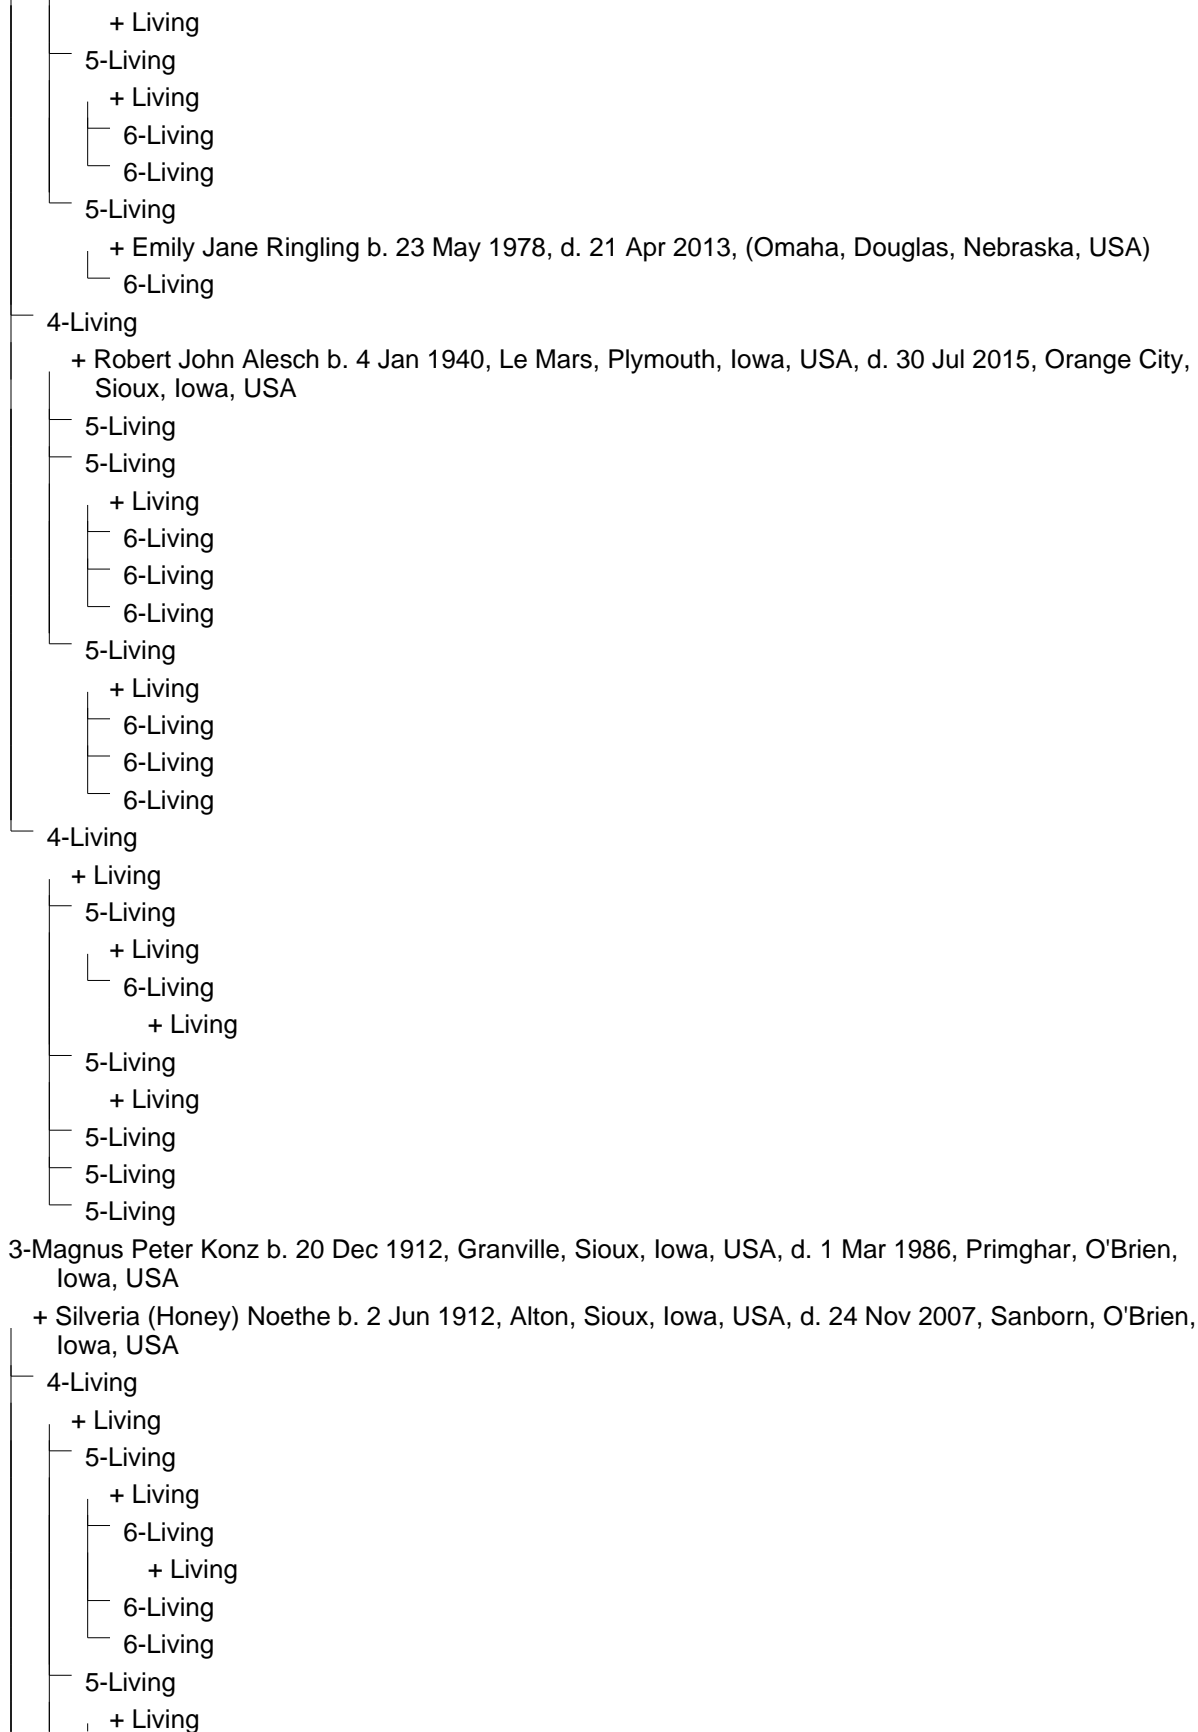 + Living
5-Living
+ Living
6-Living
6-Living
5-Living
+ Emily Jane Ringling b. 23 May 1978, d. 21 Apr 2013, (Omaha, Douglas, Nebraska, USA)
6-Living
4-Living
+ Robert John Alesch b. 4 Jan 1940, Le Mars, Plymouth, Iowa, USA, d. 30 Jul 2015, Orange City,
Sioux, Iowa, USA
5-Living
5-Living
+ Living
6-Living
6-Living
6-Living
5-Living
+ Living
6-Living
6-Living
6-Living
4-Living
+ Living
5-Living
+ Living
6-Living
+ Living
5-Living
+ Living
5-Living
5-Living
5-Living
3-Magnus Peter Konz b. 20 Dec 1912, Granville, Sioux, Iowa, USA, d. 1 Mar 1986, Primghar, O'Brien,
Iowa, USA
+ Silveria (Honey) Noethe b. 2 Jun 1912, Alton, Sioux, Iowa, USA, d. 24 Nov 2007, Sanborn, O'Brien,
Iowa, USA
4-Living
+ Living
5-Living
+ Living
6-Living
+ Living
6-Living
6-Living
5-Living
+ Living